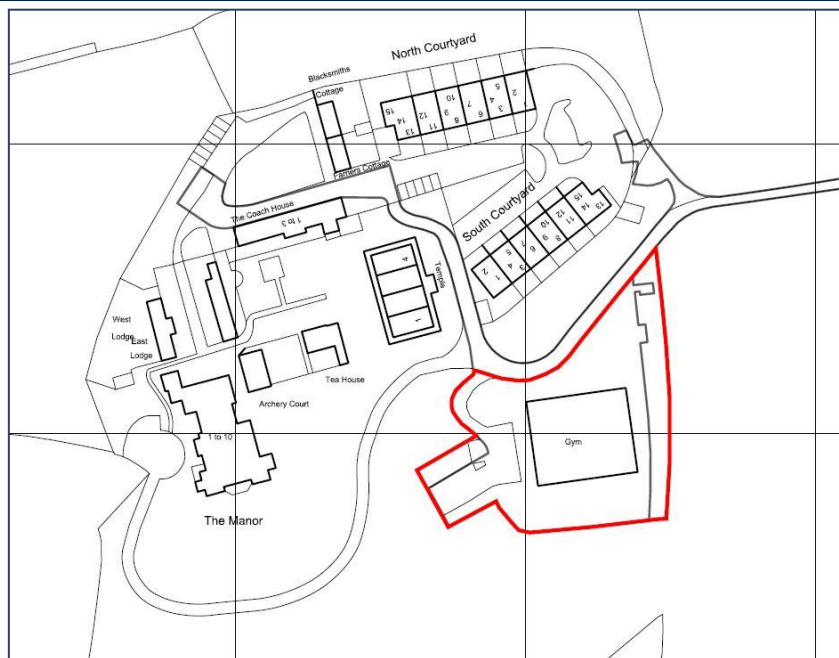 North Courtyard
Blacksmiths
Cottage
15
14
13
12
11
10
9
8
7
6
5
4
3
2
1
Farriers Cottage
The Coach House
1 to 3
South Courtyard
15
14
13
12
11
10
9
8
7
6
5
4
3
2
1
4
Temple
1
West
Lodge
East
Lodge
Tea House
Archery Court
1 to 10
The Manor
Gym